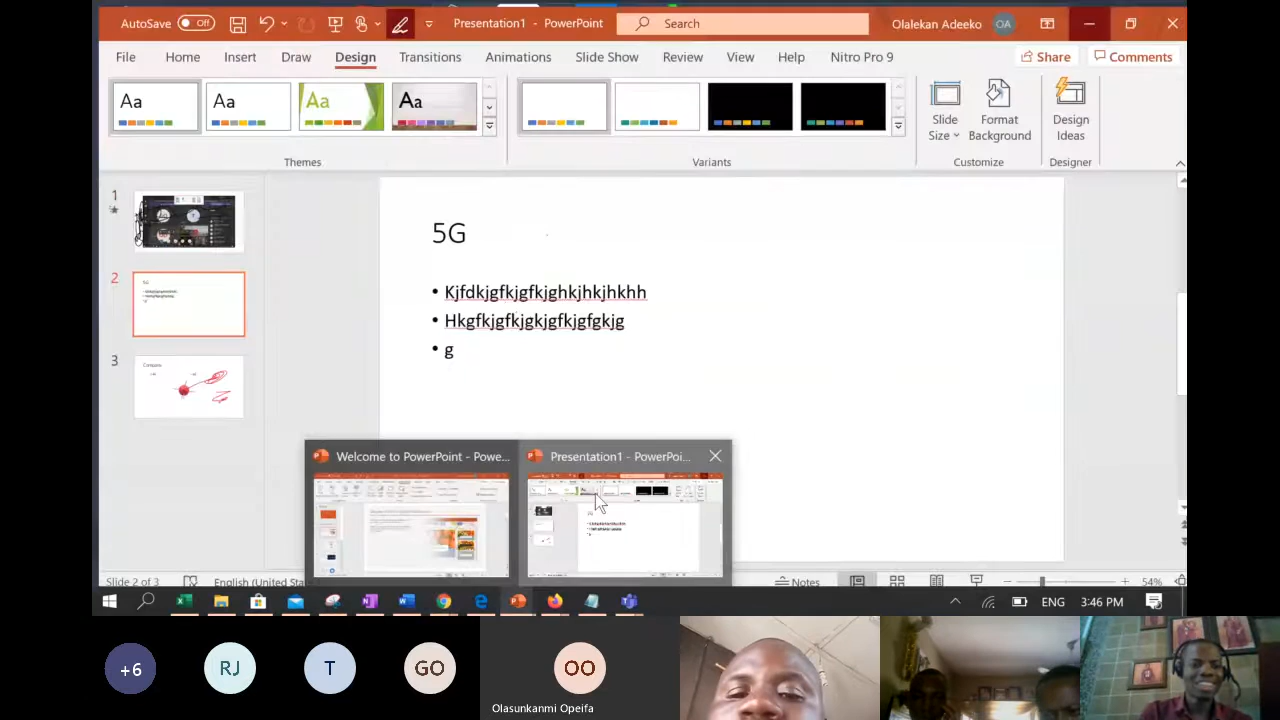 AutoSave Off Presentation1 - PowerPoint Search Olalekan Adeeko OA
File Home Insert Draw Design Transitions Animations Slide Show Review View Help Nitro Pro 9 Share Comments
Aa Aa Aa Aa
Slide Size Format Background Design Ideas
Themes Variants Customize Designer
1
2
3
Company
5G
• Kjfdkjgfkjgfkjghkjhkjhkhh
• Hkgfkjgfkjgkjgfkjgfgkjg
• g
Welcome to PowerPoint - Powe... Presentation1 - PowerPoi...
Slide 2 of 3 English (United Sta Notes 54%
ENG 3:46 PM
+6 RJ T GO OO
Olasunkanmi Opeifa